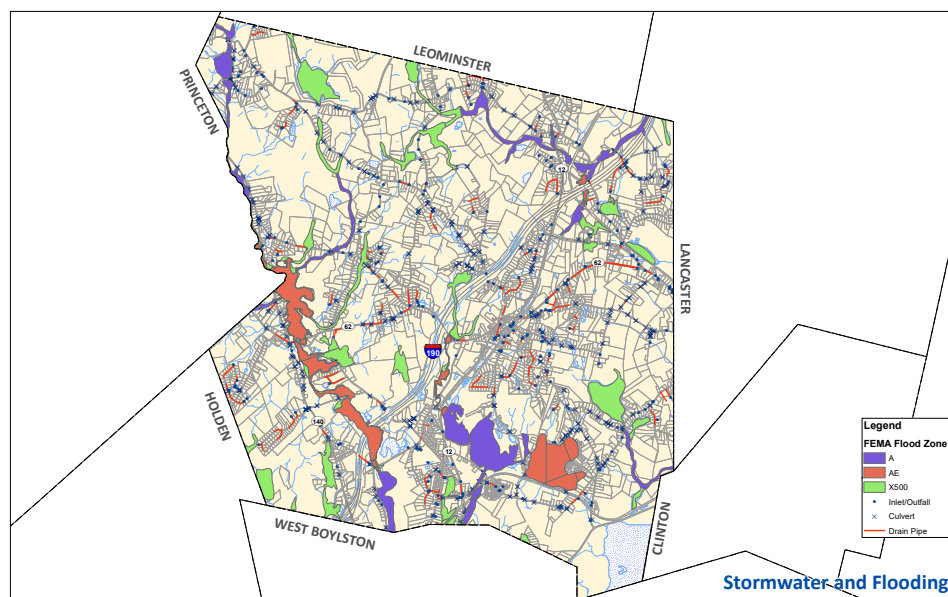 LEOMINSTER
PRINCETON
12
LANCASTER
62
62
190
HOLDEN
140
12
WEST BOYLSTON
CLINTON
Legend
FEMA Flood Zone
A
AE
X500
Inlet/Outfall
Culvert
Drain Pipe
Stormwater and Flooding